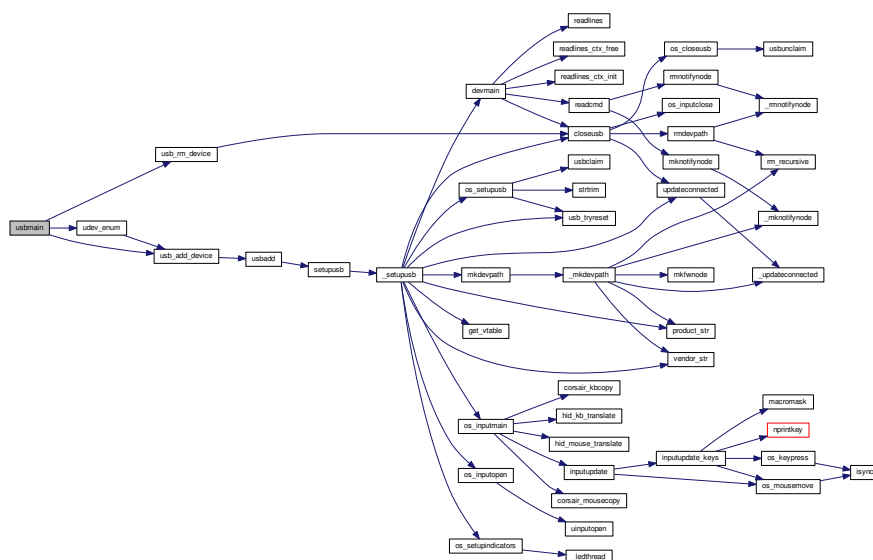 readlines
readlines_ctx_free
os_closeusb
usbunclaim
readlines_ctx_init
rmnotifynode
devmain
readcmd
os_inputclose
_rmnotifynode
closeusb
rmdevpath
usb_rm_device
usbclaim
mknotifynode
rm_recursive
os_setupusb
strtrim
updateconnected
usb_tryreset
_mknotifynode
usbmain
udev_enum
usb_add_device
usbadd
setupusb
_setupusb
mkdevpath
_mkdevpath
mkfwnode
_updateconnected
get_vtable
product_str
vendor_str
corsair_kbcopy
macromask
hid_kb_translate
os_inputmain
nprintkey
hid_mouse_translate
inputupdate
inputupdate_keys
os_keypress
isync
os_inputopen
os_mousemove
corsair_mousecopy
uinputopen
os_setupindicators
_ledthread